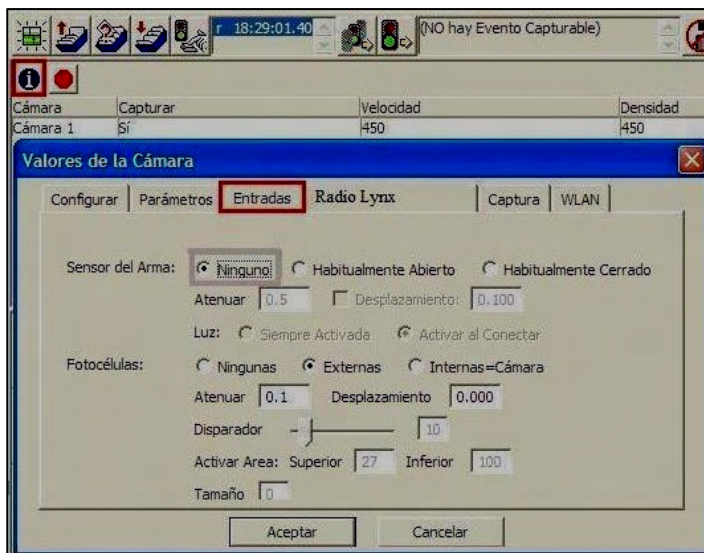 r 18:29:01.40 (NO hay Evento Capturable)
Cámara Capturar Velocidad Densidad
Cámara 1 Sí 450 450
Valores de la Cámara
Configurar Parámetros Entradas Radio Lynx Captura WLAN
Sensor del Arma: Ninguno Habitualmente Abierto Habitualmente Cerrado
Atenuar 0.5 Desplazamiento: 0.100
Luz: Siempre Activada Activar al Conectar
Fotocélulas: Ningunas Externas Internas=Cámara
Atenuar 0.1 Desplazamiento 0.000
Disparador 10
Activar Area: Superior 27 Inferior 100
Tamaño 0
Aceptar Cancelar